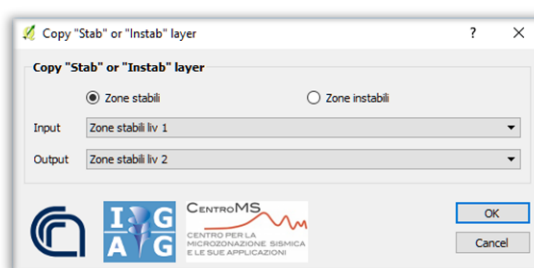 Copy "Stab" or "Instab" layer
Copy "Stab" or "Instab" layer
Zone stabili
Zone instabili
Input
Zone stabili liv 1
Output
Zone stabili liv 2
I G
A G
CENTROMS
CENTRO PER LA
MICROZONAZIONE SISMICA
E LE SUE APPLICAZIONI
OK
Cancel